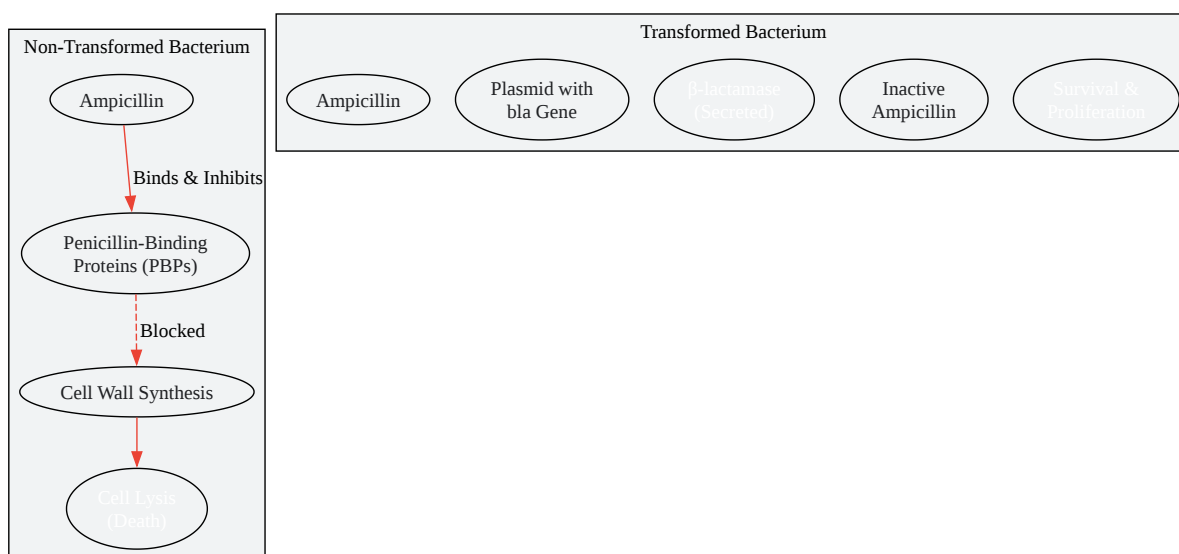 Non-Transformed Bacterium
Ampicillin
Binds & Inhibits
Penicillin-Binding
Proteins (PBPs)
Blocked
Cell Wall Synthesis
Cell Lysis
(Death)
Transformed Bacterium
Ampicillin
Plasmid with
bla Gene
β-lactamase
(Secreted)
Inactive
Ampicillin
Survival &
Proliferation